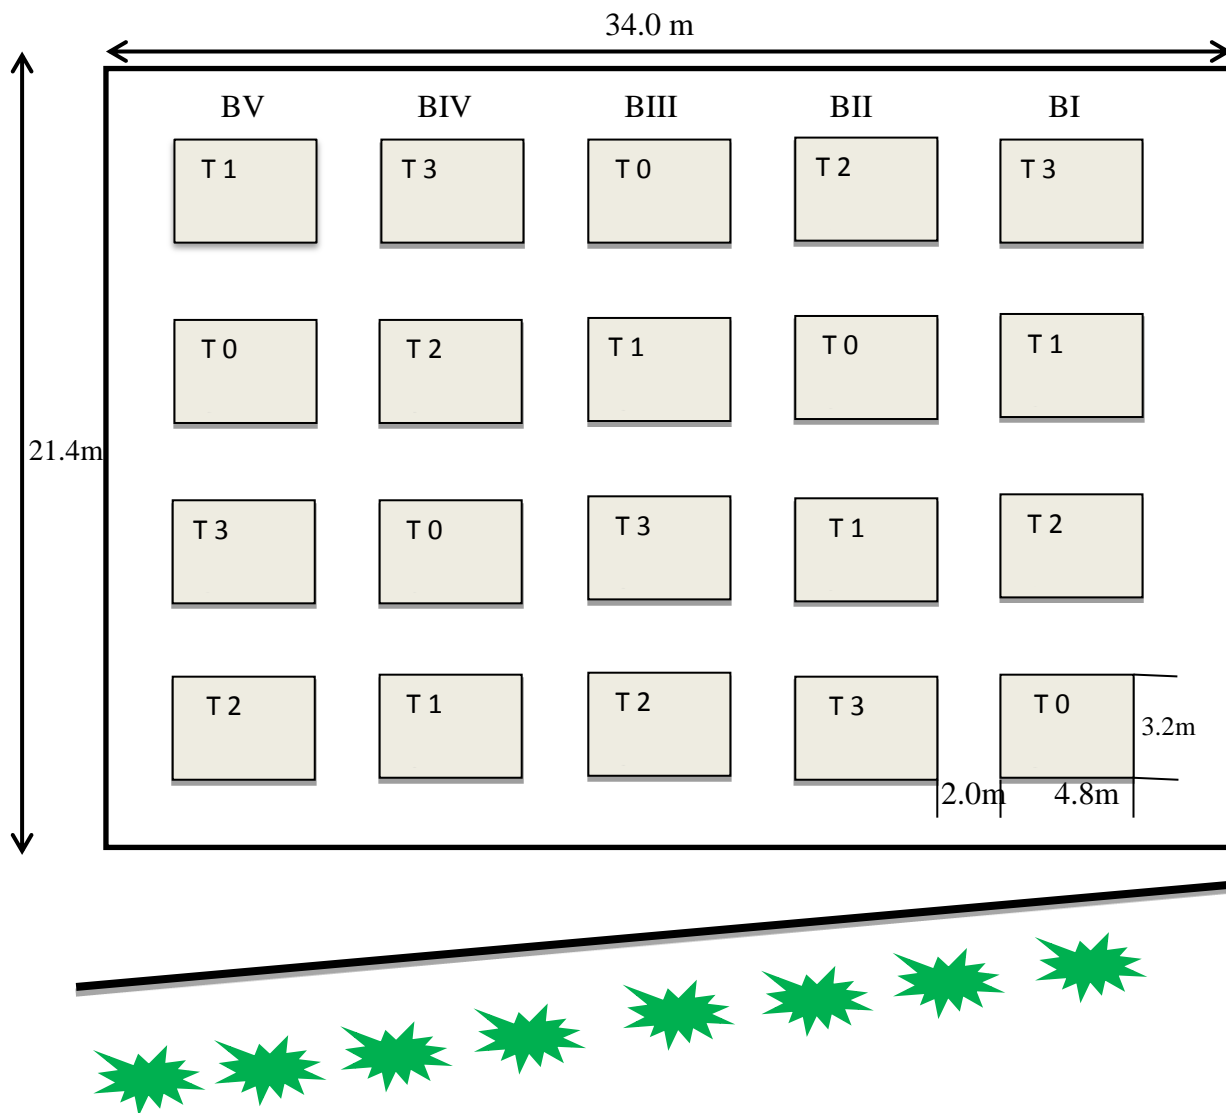 34.0 m
BV BIV BIII BII BI
T 1 T 3 T 0 T 2 T 3
T 0 T 2 T 1 T 0 T 1
21.4m
T 3 T 0 T 3 T 1 T 2
T 2 T 1 T 2 T 3 T 0
3.2m
2.0m 4.8m